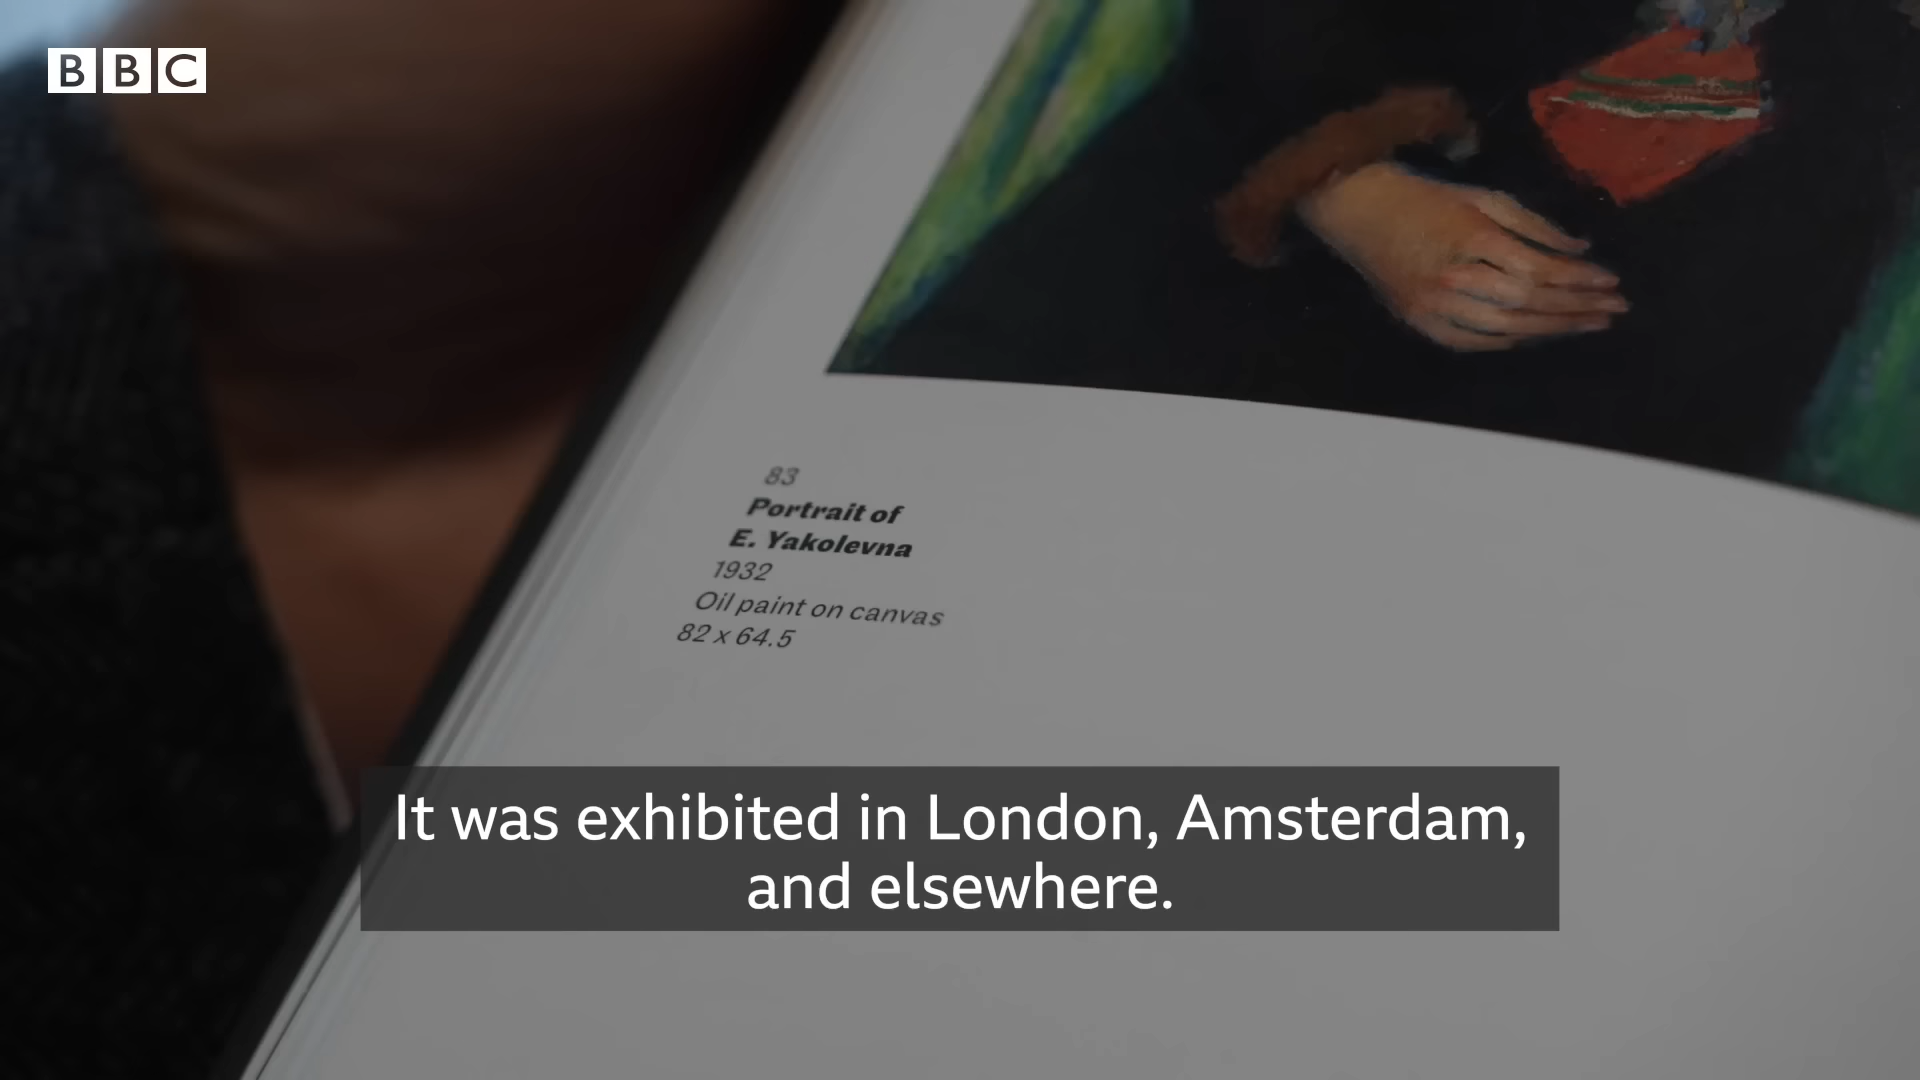 BBC
83
Portrait of
E. Yakolevna
1932
Oil paint on canvas
82 x 64.5
It was exhibited in London, Amsterdam,
and elsewhere.